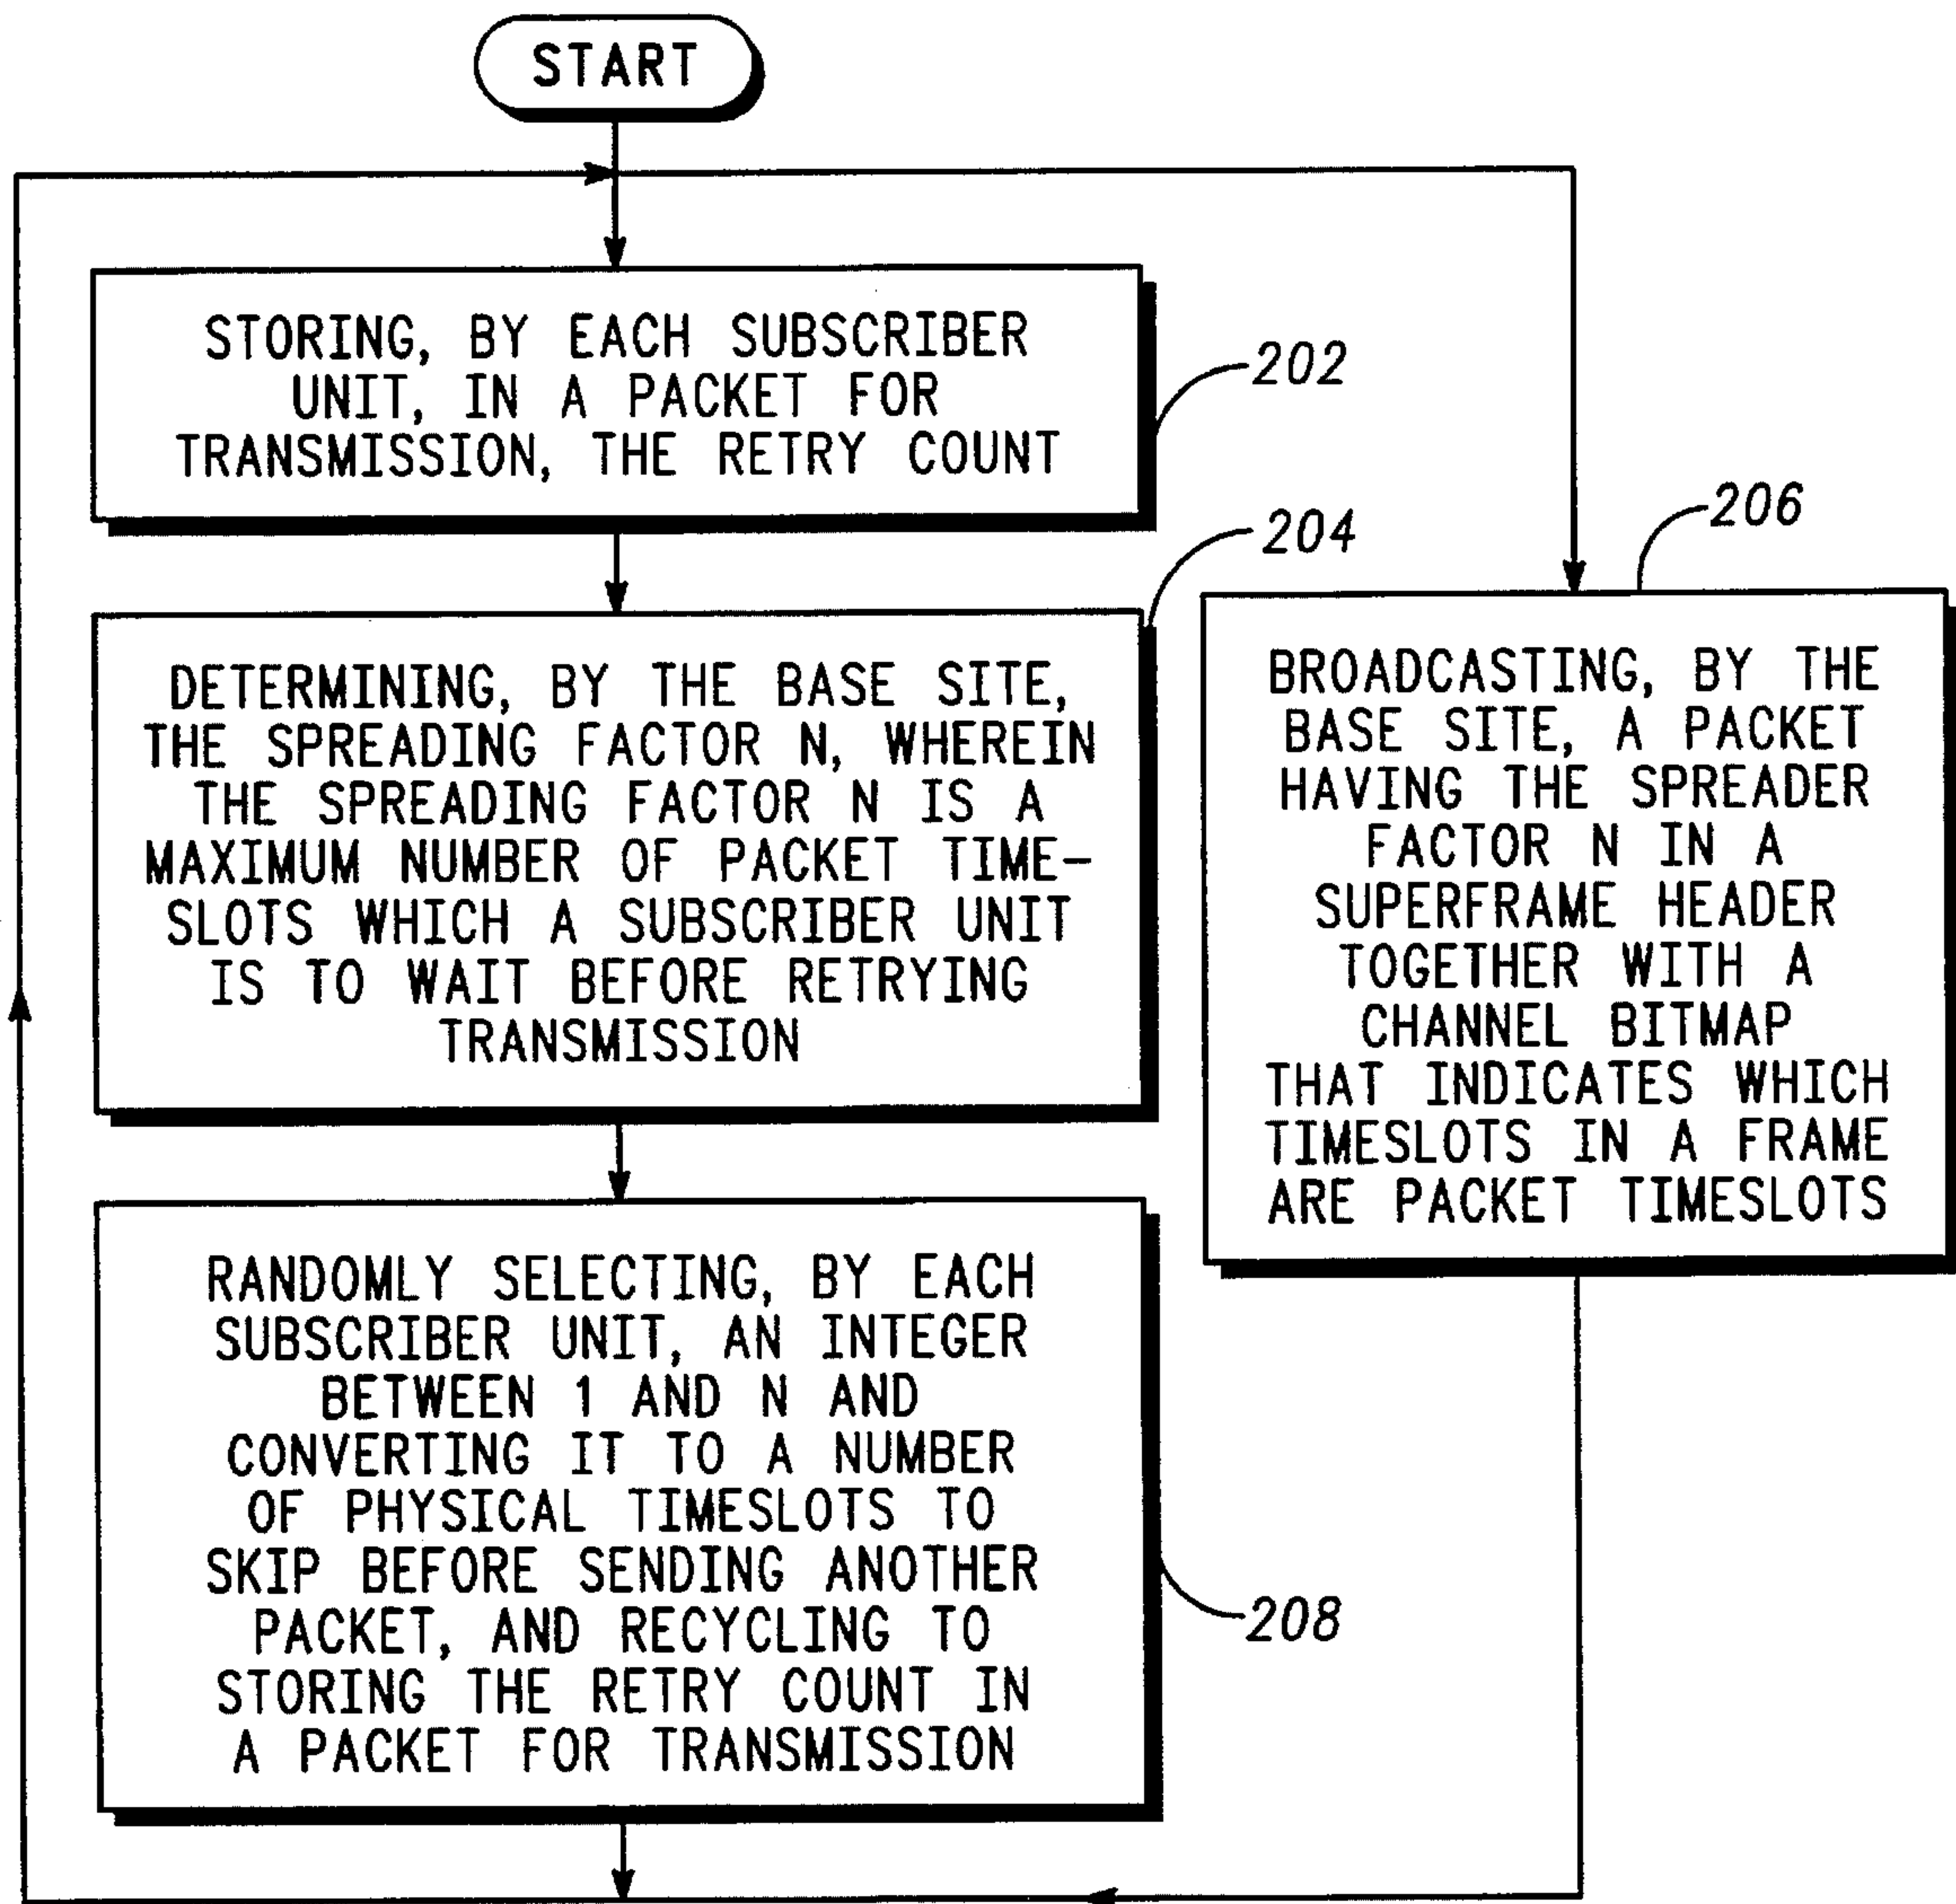 START
STORING, BY EACH SUBSCRIBER
UNIT, IN A PACKET FOR
TRANSMISSION, THE RETRY COUNT
202
204
DETERMINING, BY THE BASE SITE,
THE SPREADING FACTOR N, WHEREIN
THE SPREADING FACTOR N IS A
MAXIMUM NUMBER OF PACKET TIME-
SLOTS WHICH A SUBSCRIBER UNIT
IS TO WAIT BEFORE RETRYING
TRANSMISSION
206
BROADCASTING, BY THE
BASE SITE, A PACKET
HAVING THE SPREADER
FACTOR N IN A
SUPERFRAME HEADER
TOGETHER WITH A
CHANNEL BITMAP
THAT INDICATES WHICH
TIMESLOTS IN A FRAME
ARE PACKET TIMESLOTS
RANDOMLY SELECTING, BY EACH
SUBSCRIBER UNIT, AN INTEGER
BETWEEN 1 AND N AND
CONVERTING IT TO A NUMBER
OF PHYSICAL TIMESLOTS TO
SKIP BEFORE SENDING ANOTHER
PACKET, AND RECYCLING TO
STORING THE RETRY COUNT IN
A PACKET FOR TRANSMISSION
208